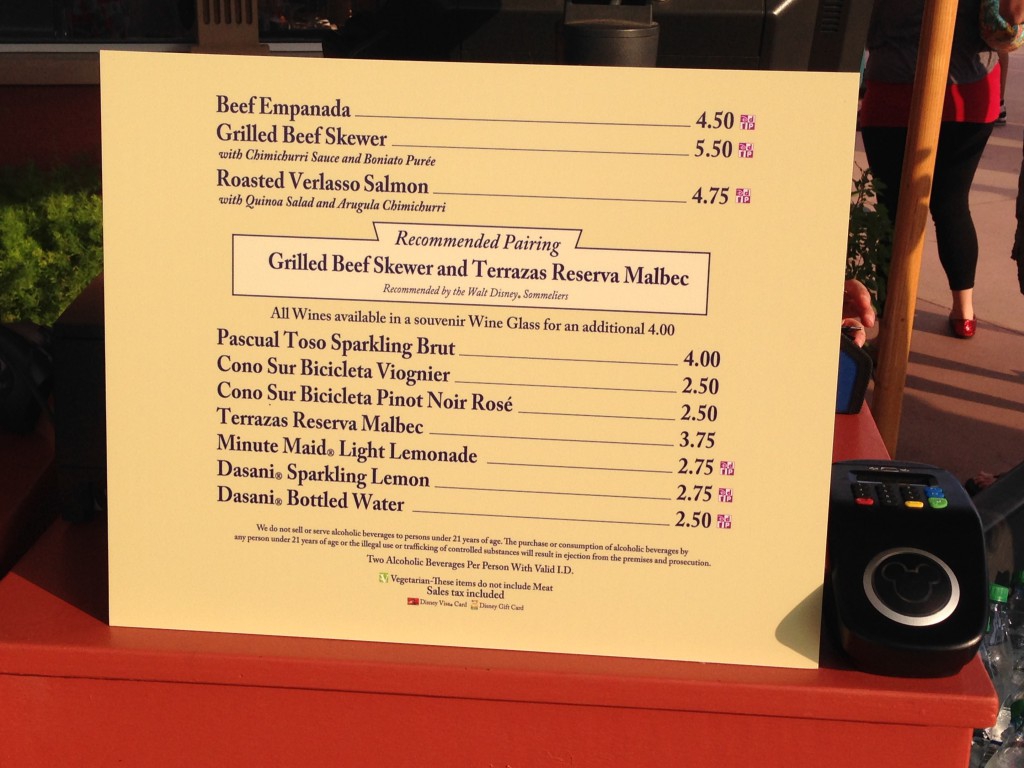 Beef Empanada 4.50
Grilled Beef Skewer 5.50
with Chimichurri Sauce and Boniato Purée
Roasted Verlasso Salmon 4.75
with Quinoa Salad and Arugula Chimichurri
Recommended Pairing
Grilled Beef Skewer and Terrazas Reserva Malbec
Recommended by the Walt Disney® Sommeliers
All Wines available in a souvenir Wine Glass for an additional 4.00
Pascual Toso Sparkling Brut 4.00
Cono Sur Bicicleta Viognier 2.50
Cono Sur Bicicleta Pinot Noir Rosé 2.50
Terrazas Reserva Malbec 3.75
Minute Maid® Light Lemonade 2.75
Dasani® Sparkling Lemon 2.75
Dasani® Bottled Water 2.50
We do not sell or serve alcoholic beverages to persons under 21 years of age. The purchase or consumption of alcoholic beverages by
any person under 21 years of age or the illegal use or trafficking of controlled substances will result in ejection from the premises and prosecution.
Two Alcoholic Beverages Per Person With Valid I.D.
V Vegetarian-These items do not include Meat
Sales tax included
Disney Visa® Card Disney Gift Card